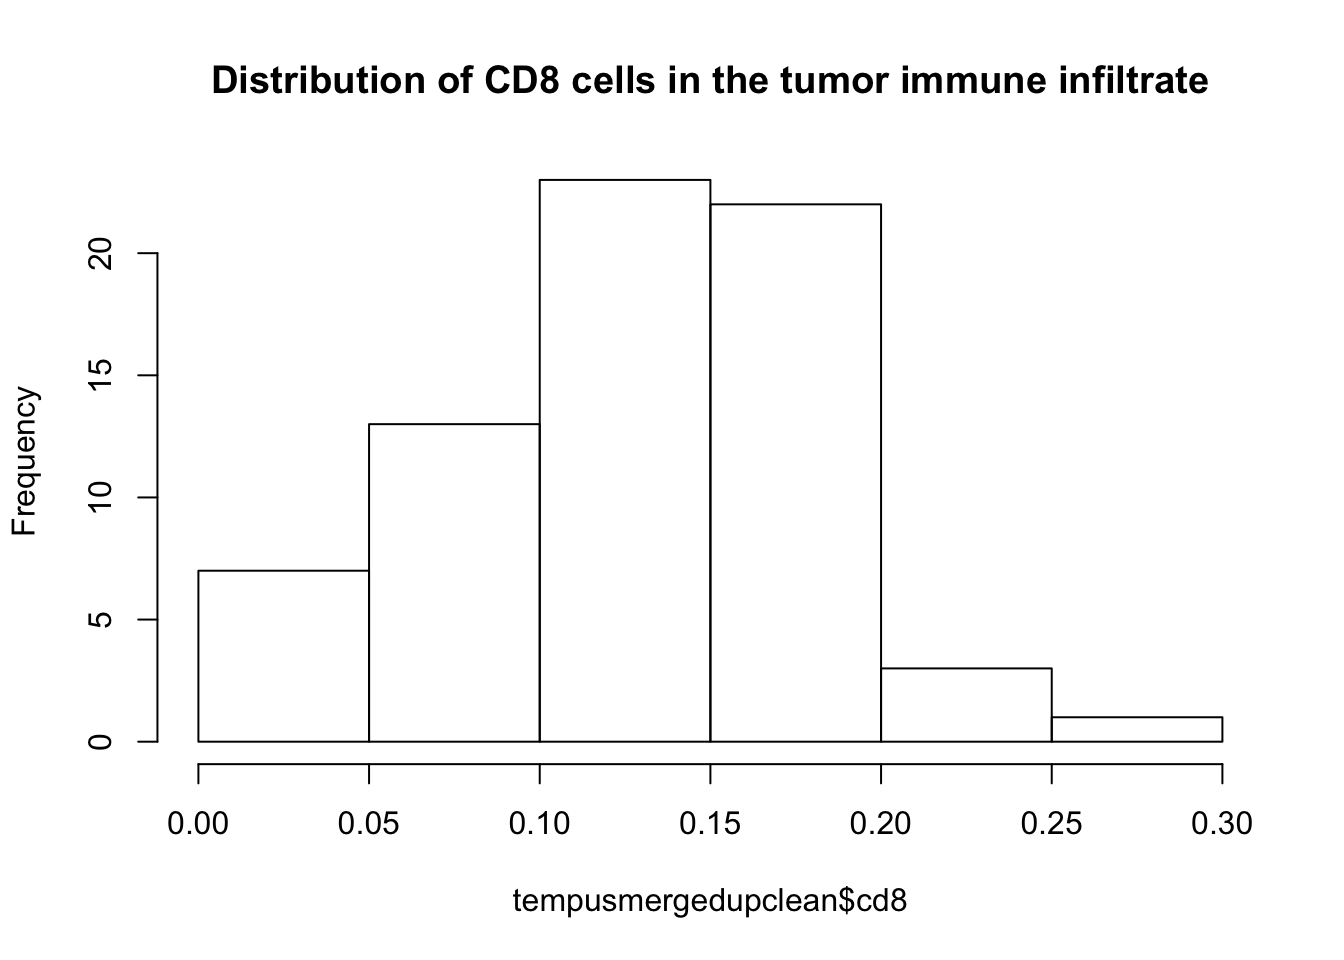 Distribution of CD8 cells in the tumor immune infiltrate
Frequency
20
15
10
5
0
0.00 0.05 0.10 0.15 0.20 0.25 0.30
tempusmergedupclean$cd8